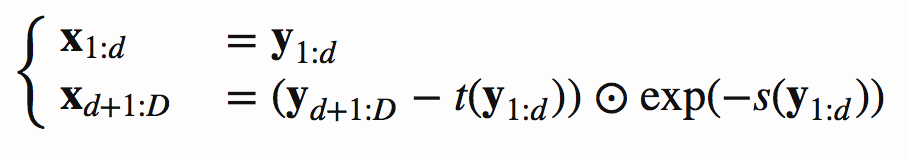 x1:d = y1:d
xd+1:D = (yd+1:D − t(y1:d)) ⊙ exp(−s(y1:d))